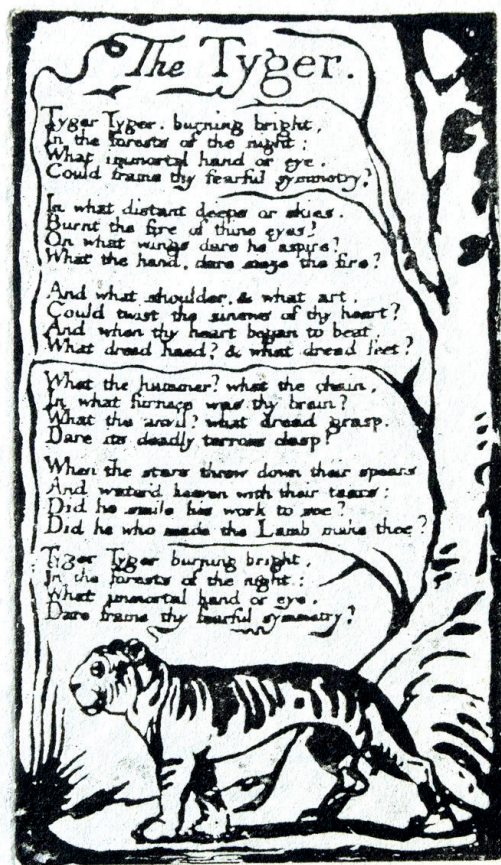 The Tyger.
Tyger Tyger, burning bright,
In the forests of the night:
What immortal hand or eye,
Could frame thy fearful symmetry?
In what distant deeps or skies.
Burnt the fire of thine eyes?
On what wings dare he aspire?
What the hand, dare seize the fire?
And what shoulder, & what art,
Could twist the sinews of thy heart?
And when thy heart began to beat,
What dread hand? & what dread feet?
What the hammer? what the chain,
In what furnace was thy brain?
What the anvil? what dread grasp.
Dare its deadly terrors clasp?
When the stars threw down their spears
And water'd heaven with their tears:
Did he smile his work to see?
Did he who made the Lamb make thee?
Tyger Tyger burning bright,
In the forests of the night:
What immortal hand or eye,
Dare frame thy fearful symmetry?